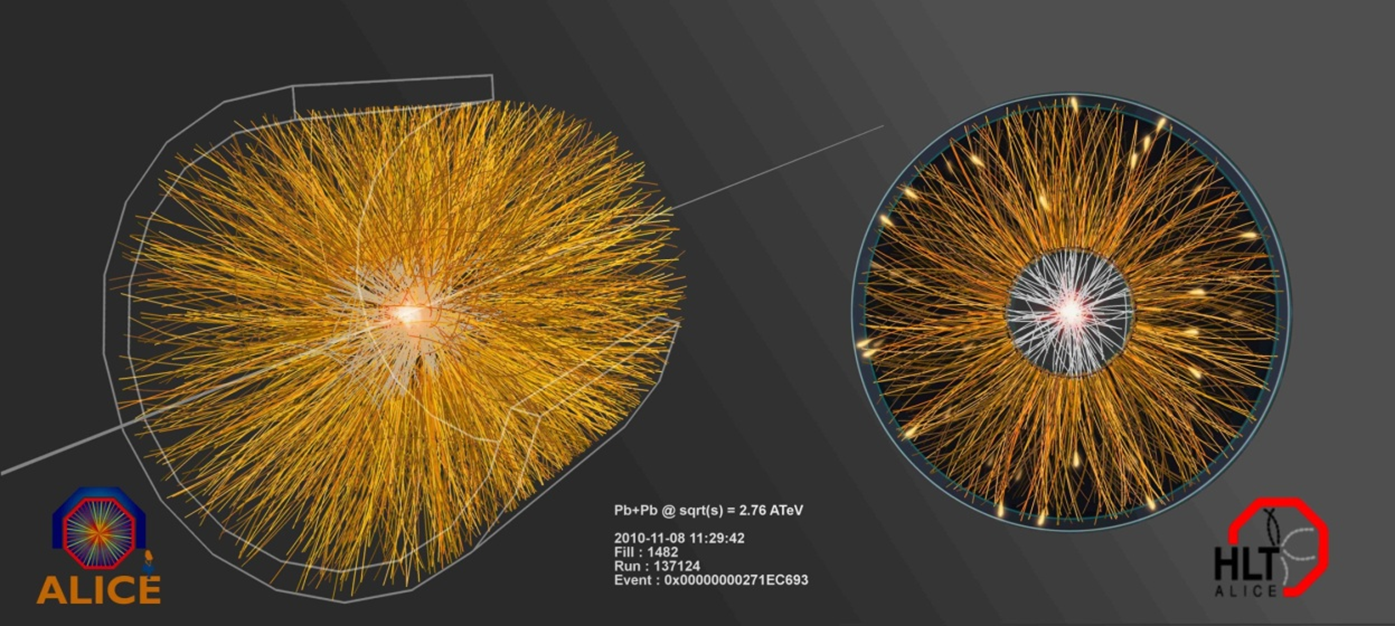 Pb+Pb @ sqrt(s) = 2.76 ATeV
2010-11-08 11:29:42
Fill : 1482
Run : 137124
Event : 0x00000000271EC693
ALICE
HLT
ALICE